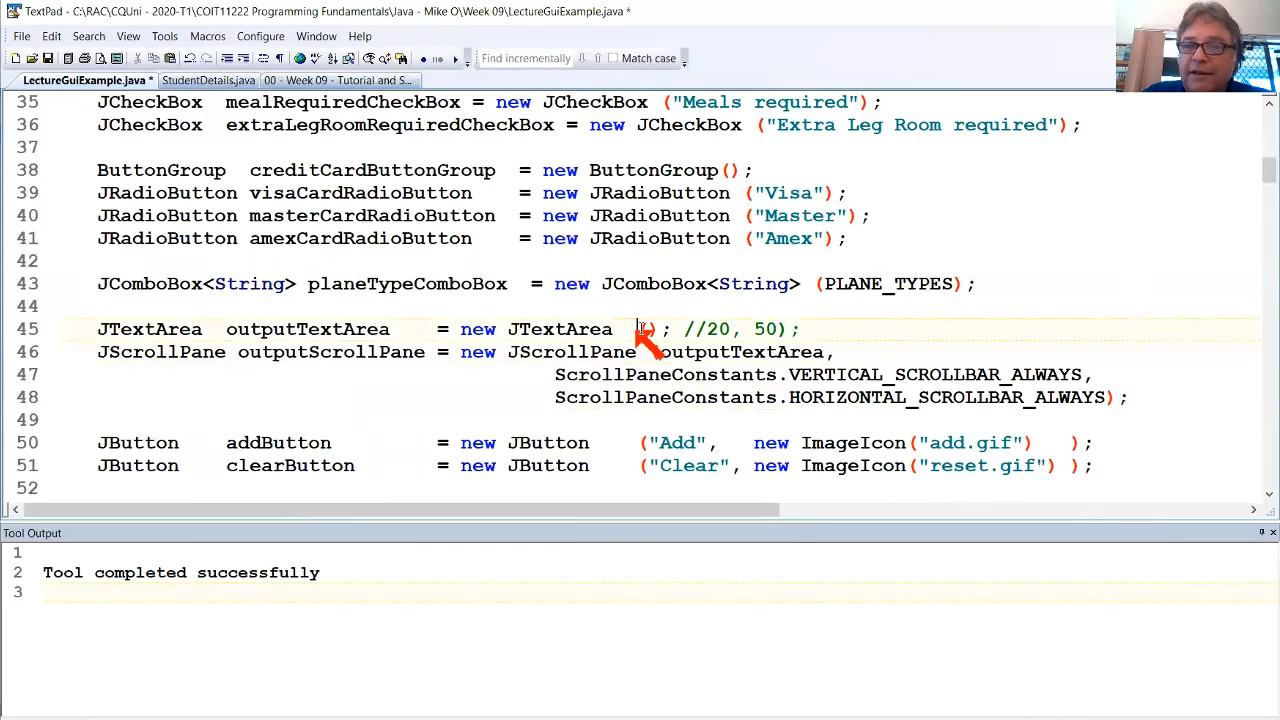 TextPad - C:\RAC\CQUni - 2020-T1\COIT11222 Programming Fundamentals\Java - Mike O\Week 09\LectureGuiExample.java *
File Edit Search View Tools Macros Configure Window Help
Find incrementally Match case
LectureGuiExample.java * StudentDetails.java 00 - Week 09 - Tutorial and S...
35 JCheckBox mealRequiredCheckBox = new JCheckBox ("Meals required");
36 JCheckBox extraLegRoomRequiredCheckBox = new JCheckBox ("Extra Leg Room required");
37
38 ButtonGroup creditCardButtonGroup = new ButtonGroup();
39 JRadioButton visaCardRadioButton = new JRadioButton ("Visa");
40 JRadioButton masterCardRadioButton = new JRadioButton ("Master");
41 JRadioButton amexCardRadioButton = new JRadioButton ("Amex");
42
43 JComboBox<String> planeTypeComboBox = new JComboBox<String> (PLANE_TYPES);
44
45 JTextArea outputTextArea = new JTextArea (); //20, 50);
46 JScrollPane outputScrollPane = new JScrollPane outputTextArea,
47 ScrollPaneConstants.VERTICAL_SCROLLBAR_ALWAYS,
48 ScrollPaneConstants.HORIZONTAL_SCROLLBAR_ALWAYS);
49
50 JButton addButton = new JButton ("Add", new ImageIcon("add.gif") );
51 JButton clearButton = new JButton ("Clear", new ImageIcon("reset.gif") );
52
Tool Output
1
2 Tool completed successfully
3